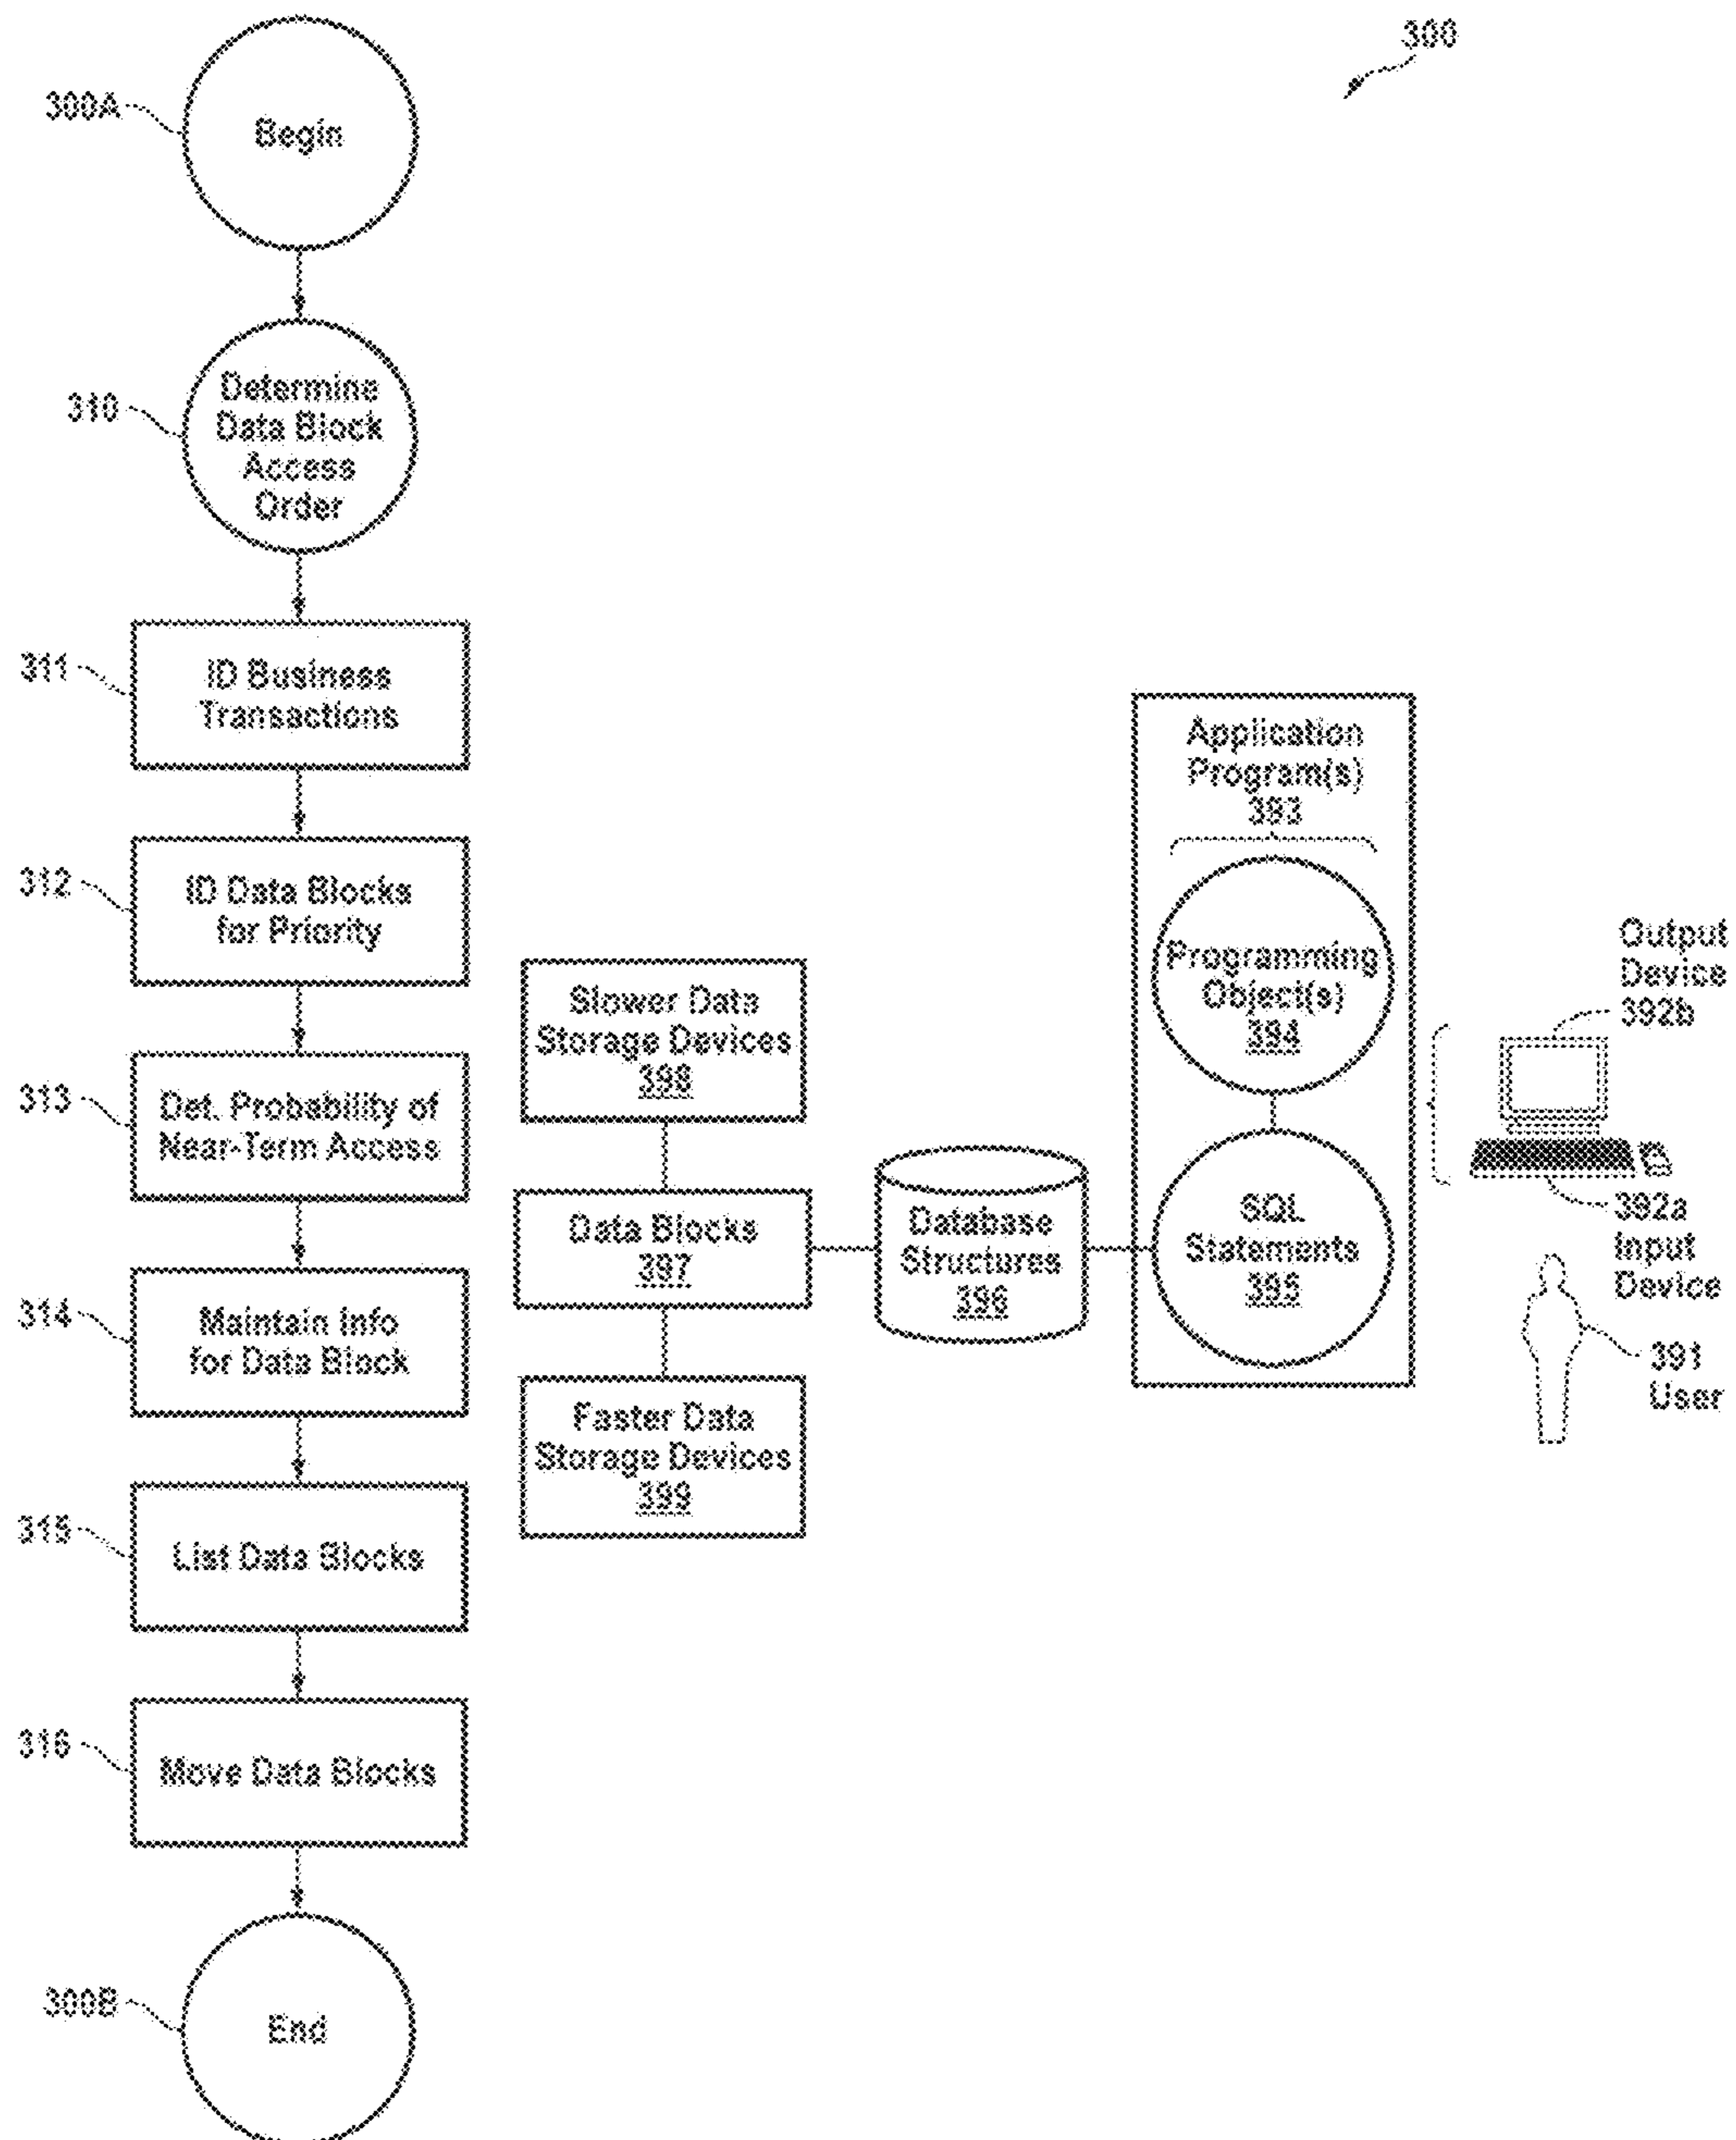 300
300A
Begin
310
Determine
Data Block
Access
Order
311
ID Business
Transactions
312
ID Data Blocks
for Priority
313
Det. Probability of
Near-Term Access
314
Maintain Info
for Data Block
315
List Data Blocks
316
Move Data Blocks
300B
End
Slower Data
Storage Devices
398
Data Blocks
397
Faster Data
Storage Devices
399
Database
Structures
396
Application
Program(s)
393
Programming
Object(s)
394
SQL
Statements
395
Output
Device
392b
392a
Input
Device
391
User